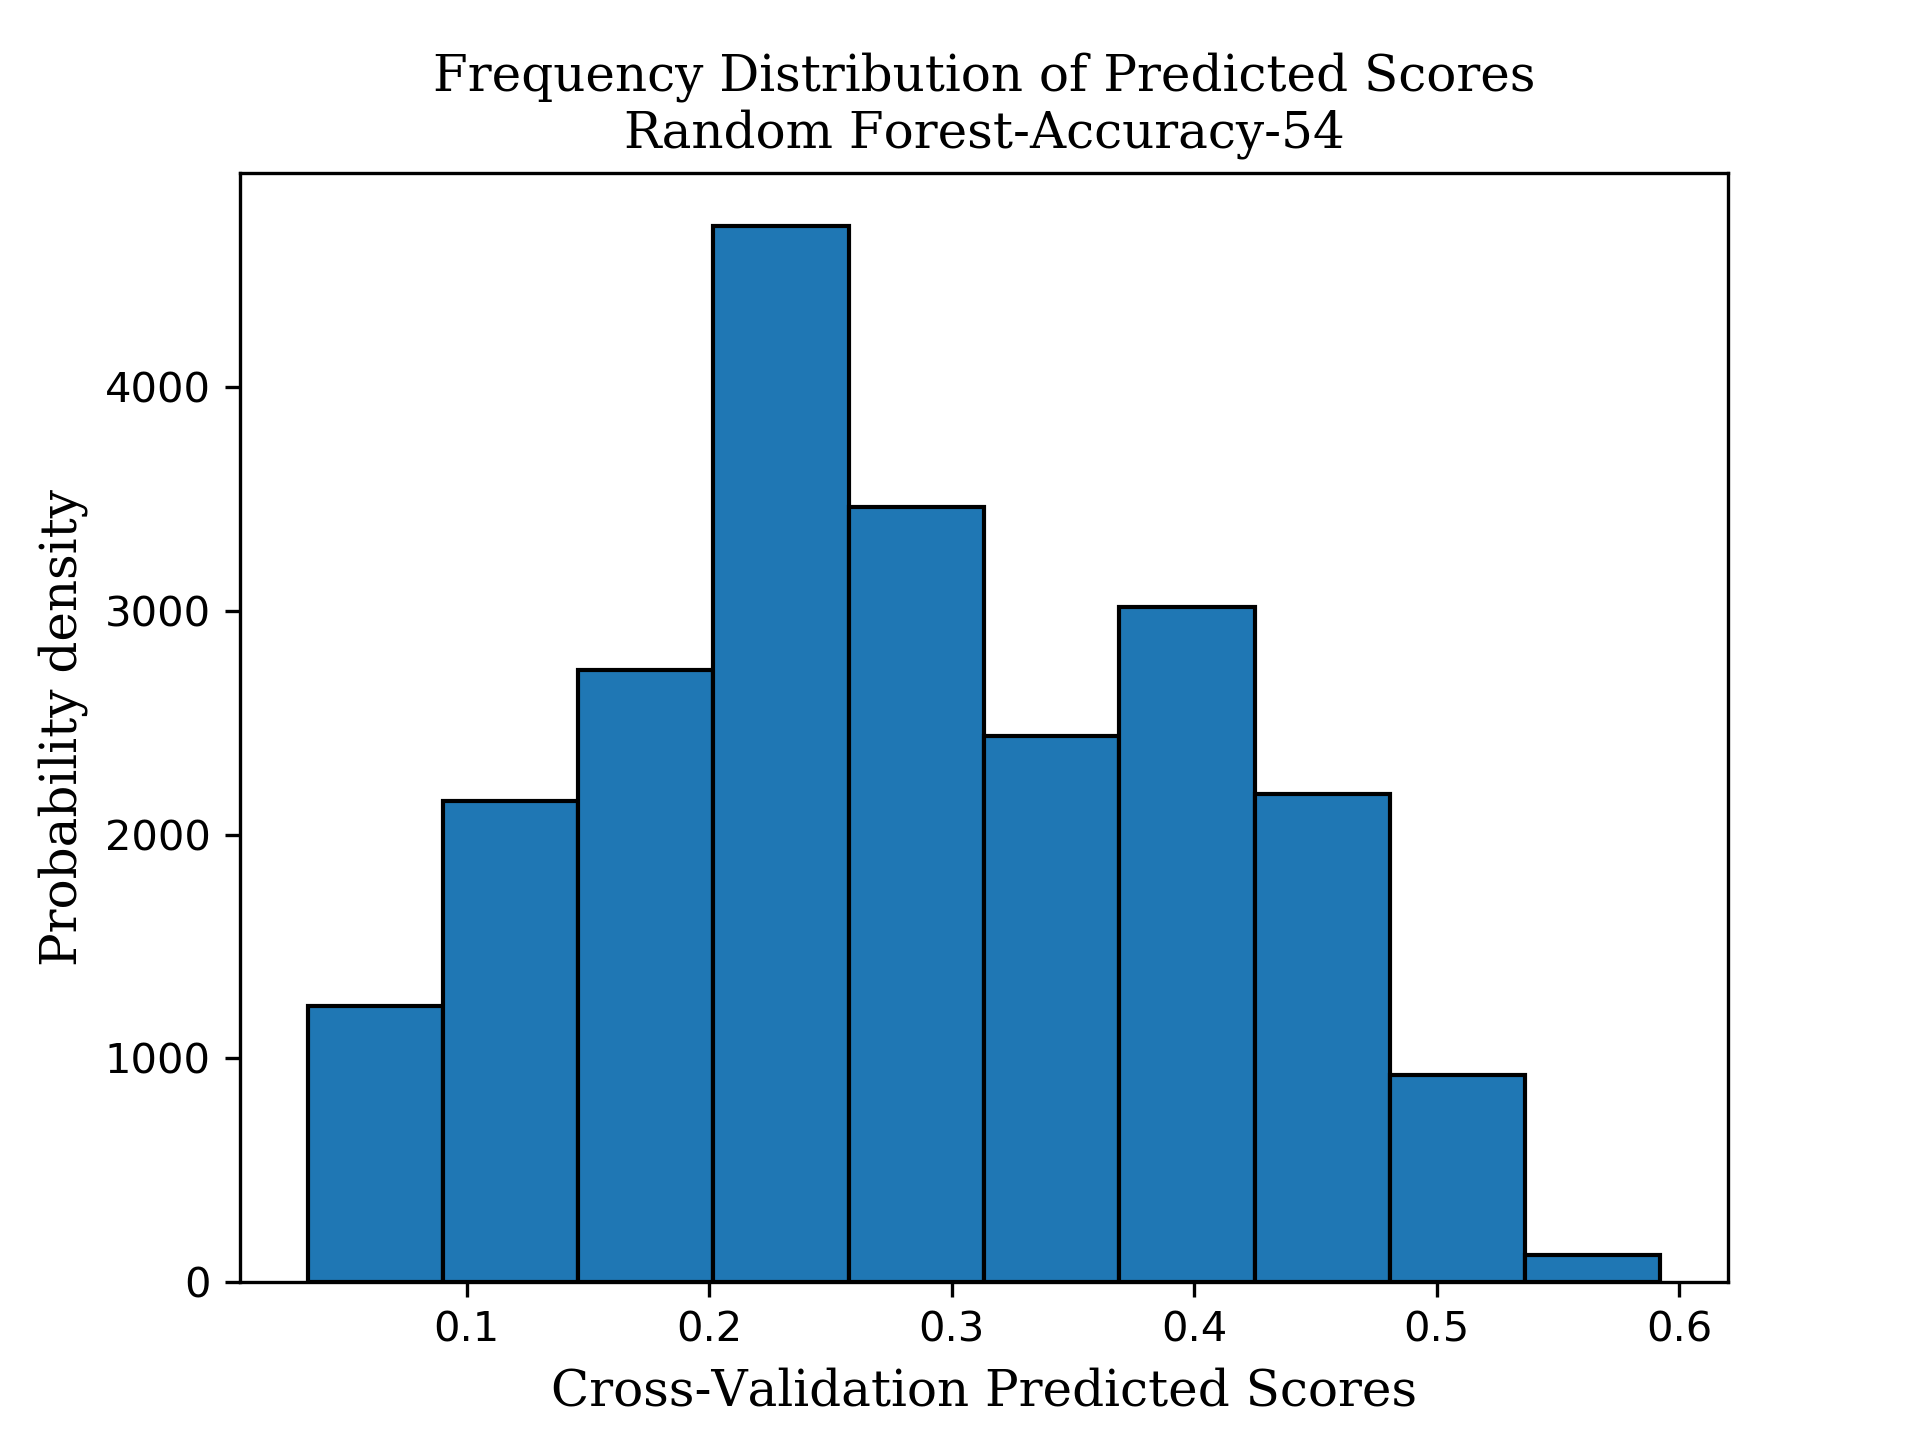 Frequency Distribution of Predicted Scores
Random Forest-Accuracy-54
Probability density
4000
3000
2000
1000
0
0.1 0.2 0.3 0.4 0.5 0.6
Cross-Validation Predicted Scores